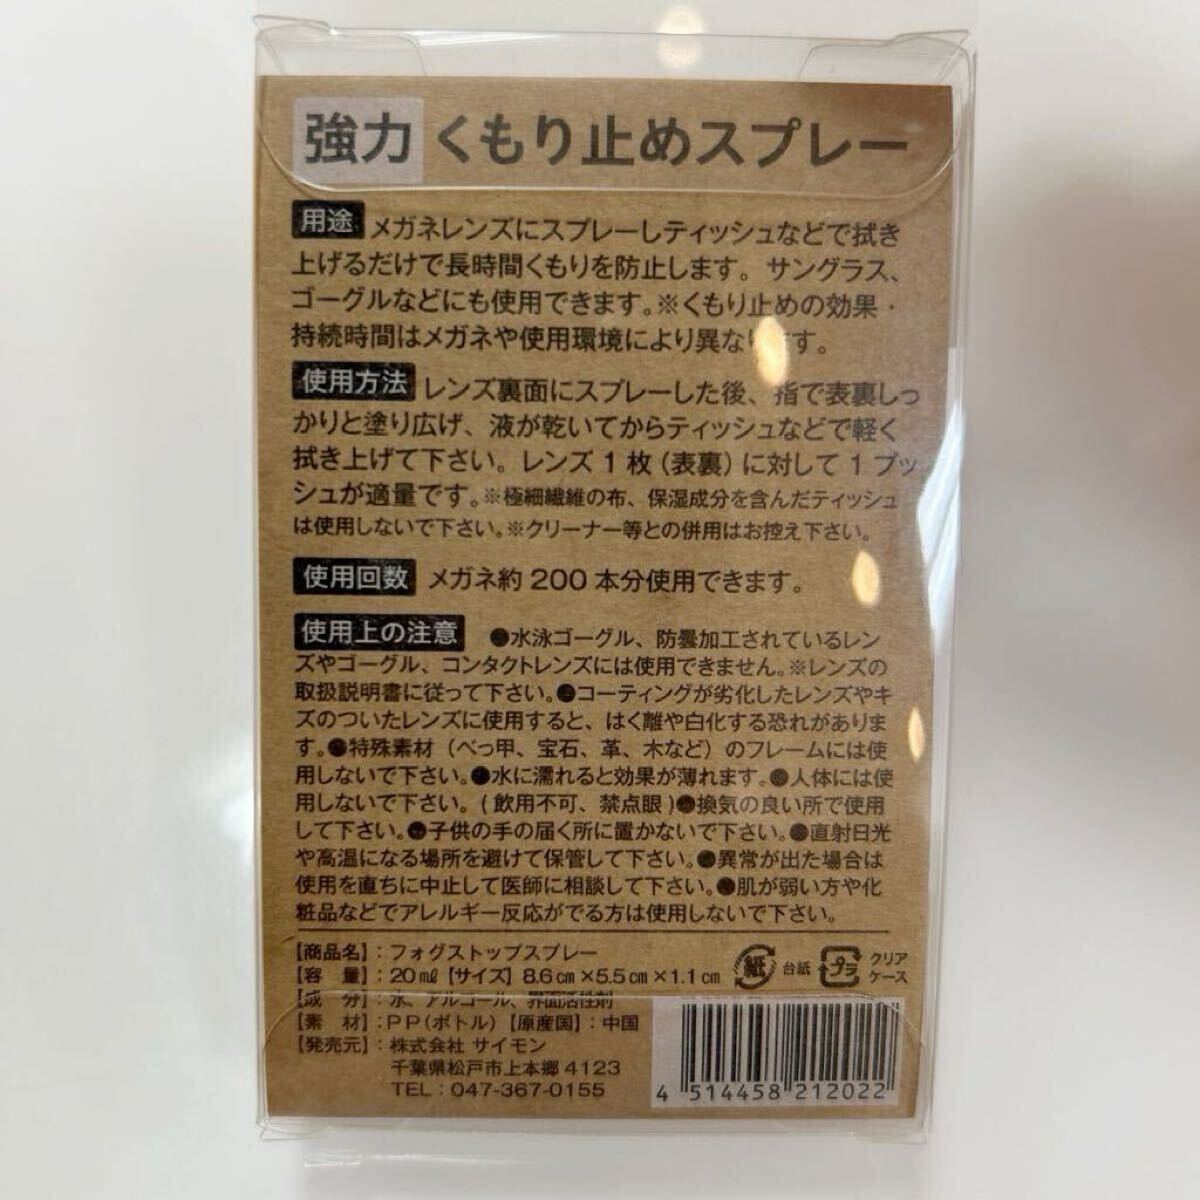 強力 くもり止めスプレー
用途 メガネレンズにスプレーしティッシュなどで拭き
上げるだけで長時間くもりを防止します。サングラス、
ゴーグルなどにも使用できます。※くもり止めの効果・
持続時間はメガネや使用環境により異なります。
使用方法 レンズ裏面にスプレーした後、指で表裏しっ
かりと塗り広げ、液が乾いてからティッシュなどで軽く
拭き上げて下さい。レンズ1枚(表裏)に対して1プッ
シュが適量です。※極細繊維の布、保湿成分を含んだティッシュ
は使用しないで下さい。※クリーナー等との併用はお控え下さい。
使用回数 メガネ約200本分使用できます。
使用上の注意 ●水泳ゴーグル、防曇加工されているレン
ズやゴーグル、コンタクトレンズには使用できません。※レンズの
取扱説明書に従って下さい。●コーティングが劣化したレンズやキ
ズのついたレンズに使用すると、はく離や白化する恐れがありま
す。●特殊素材(べっ甲、宝石、革、木など)のフレームには使
用しないで下さい。●水に濡れると効果が薄れます。●人体には使
用しないで下さい。(飲用不可、禁点眼)●換気の良い所で使用
して下さい。●子供の手の届く所に置かないで下さい。●直射日光
や高温になる場所を避けて保管して下さい。●異常が出た場合は
使用を直ちに中止して医師に相談して下さい。●肌が弱い方や化
粧品などでアレルギー反応がでる方は使用しないで下さい。
【商品名】:フォグストップスプレー
【容 量】:20㎖【サイズ】8.6㎝×5.5㎝×1.1㎝
紙 台紙 プラ クリア
ケース
【成 分】:水、アルコール、界面活性剤
【素 材】:PP(ボトル)【原産国】:中国
【発売元】:株式会社 サイモン
千葉県松戸市上本郷4123
TEL:047-367-0155
4 514458 212022